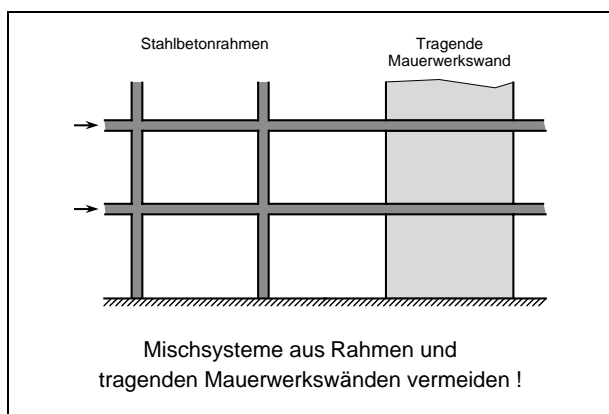 Stahlbetonrahmen
Tragende
Mauerwerkswand
Mischsysteme aus Rahmen und
tragenden Mauerwerkswänden vermeiden !